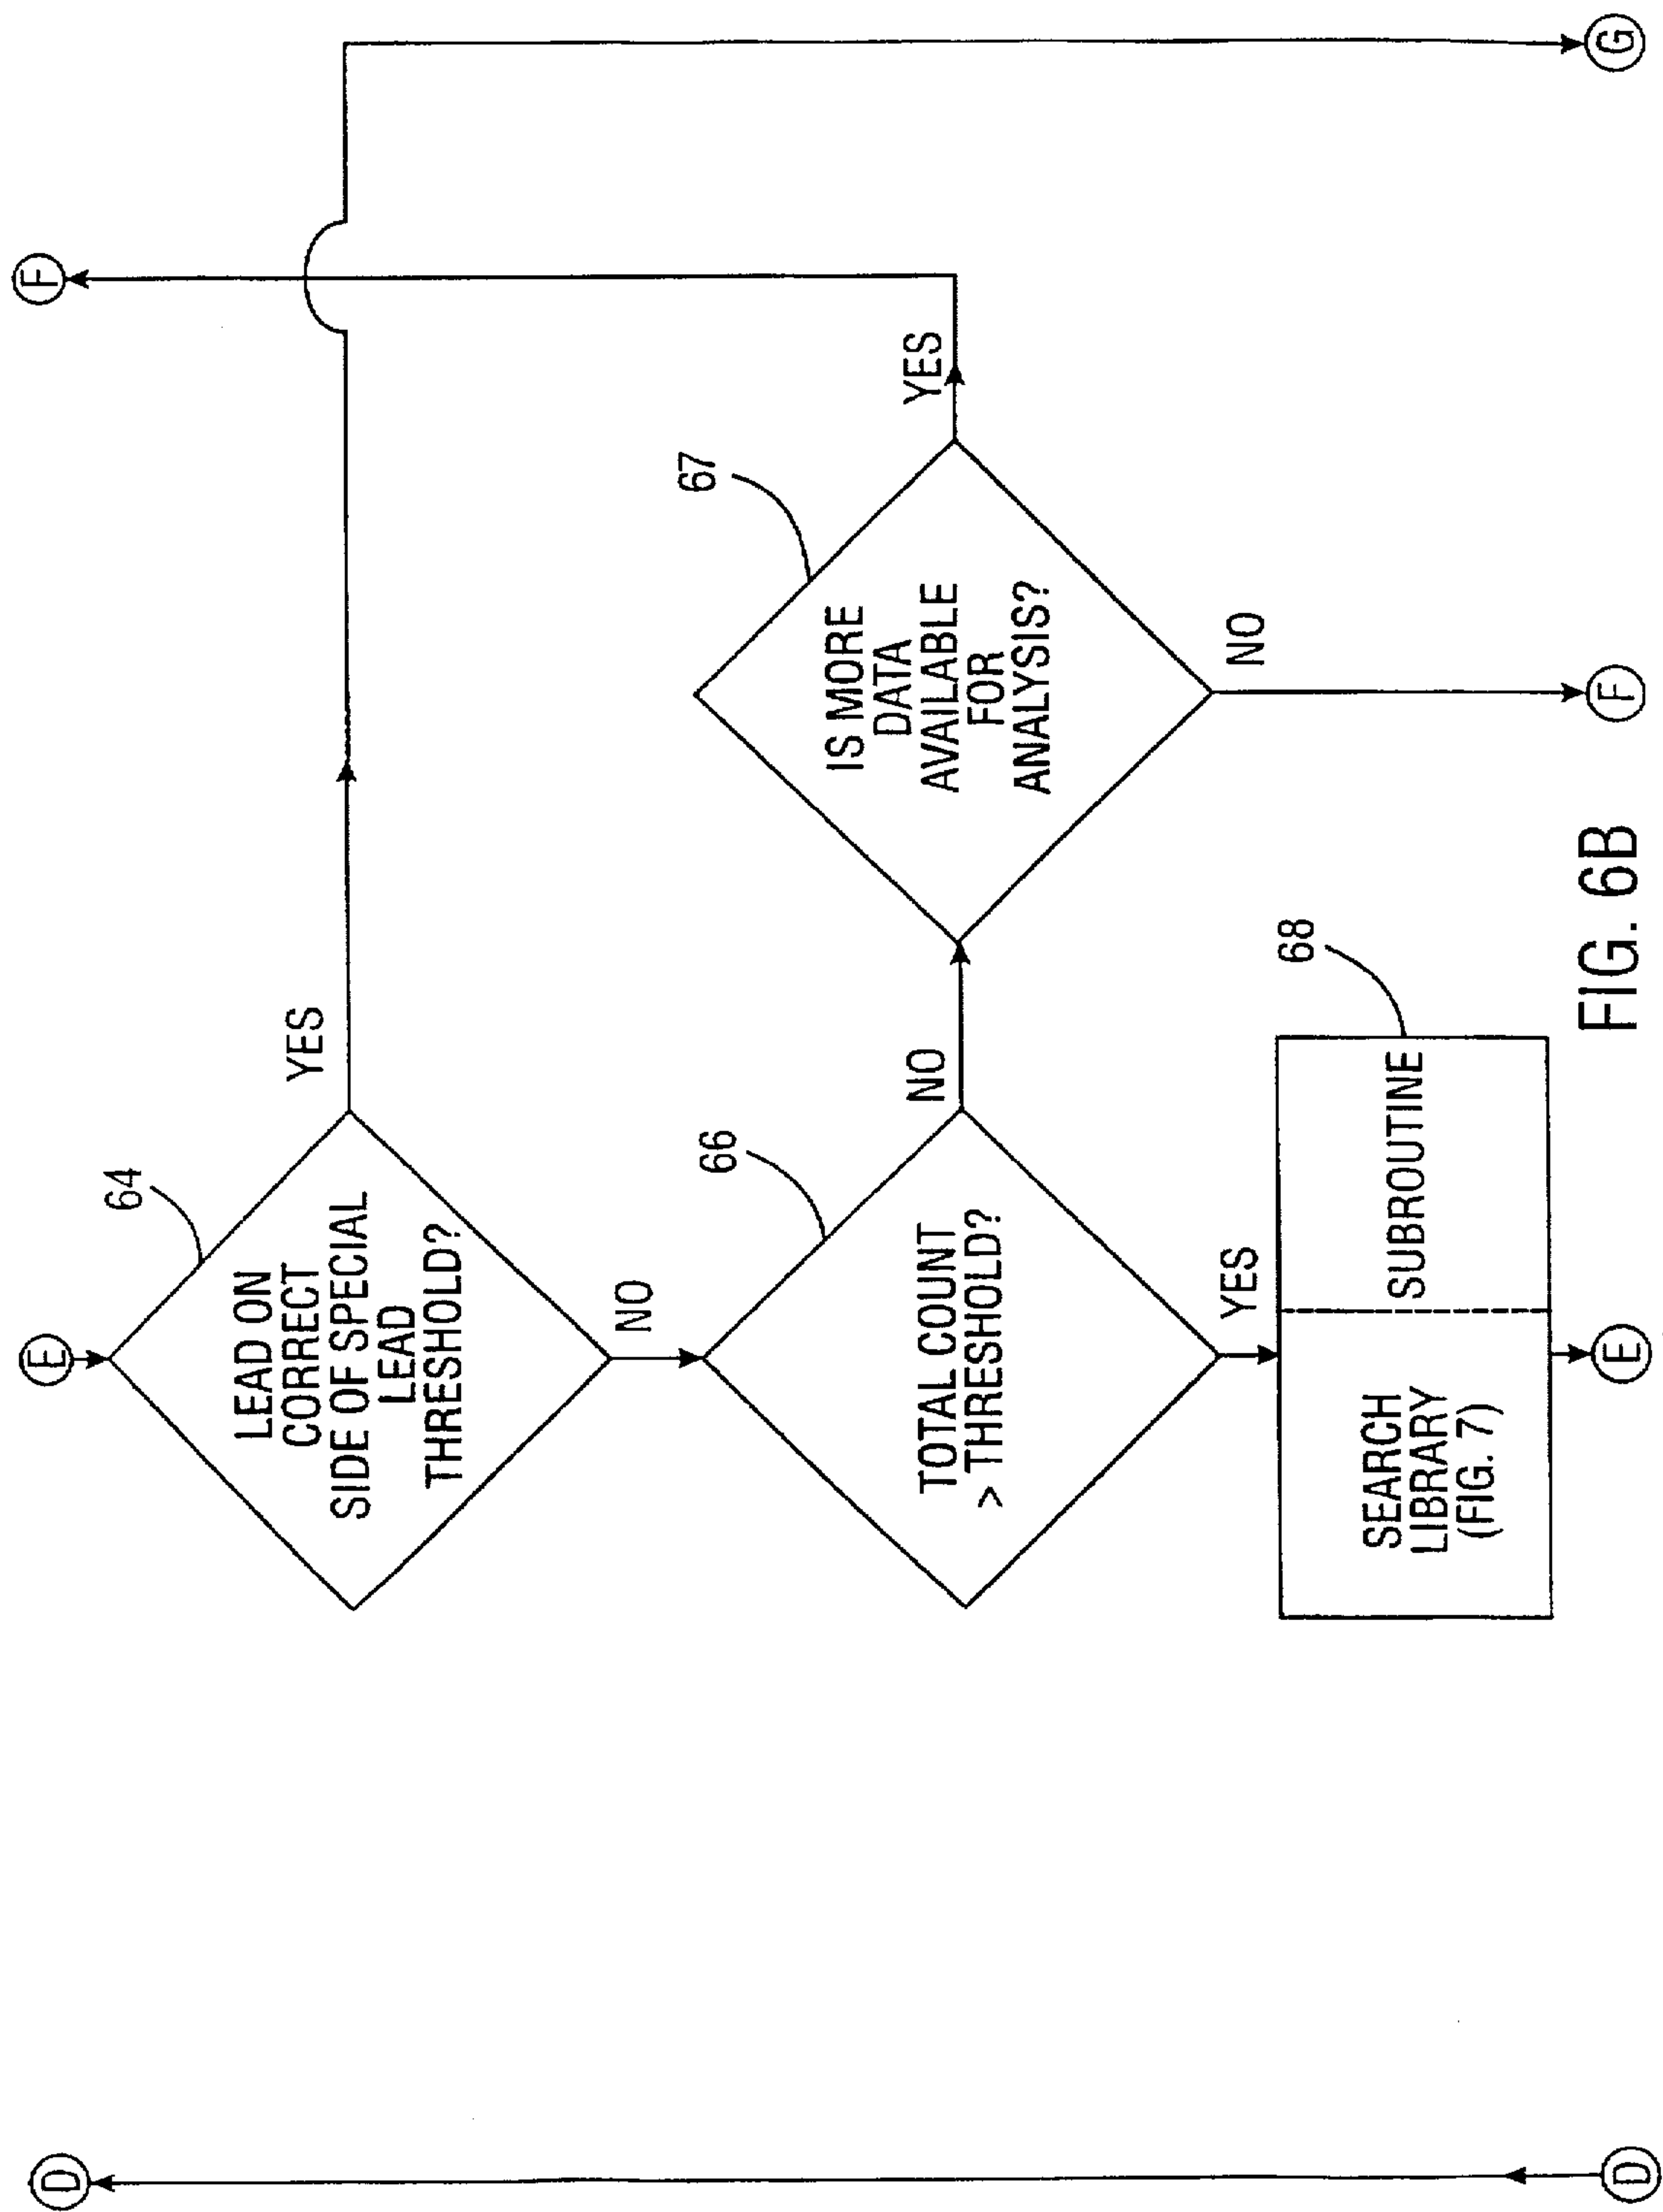 D
E
F
64
LEAD ON
CORRECT
SIDE OF SPECIAL
LEAD
THRESHOLD?
YES
NO
66
TOTAL COUNT
> THRESHOLD?
NO
67
IS MORE
DATA
AVAILABLE
FOR
ANALYSIS?
YES
YES
NO
68
SEARCH
LIBRARY
(FIG. 7)
SUBROUTINE
D
E
FIG. 6B
F
G